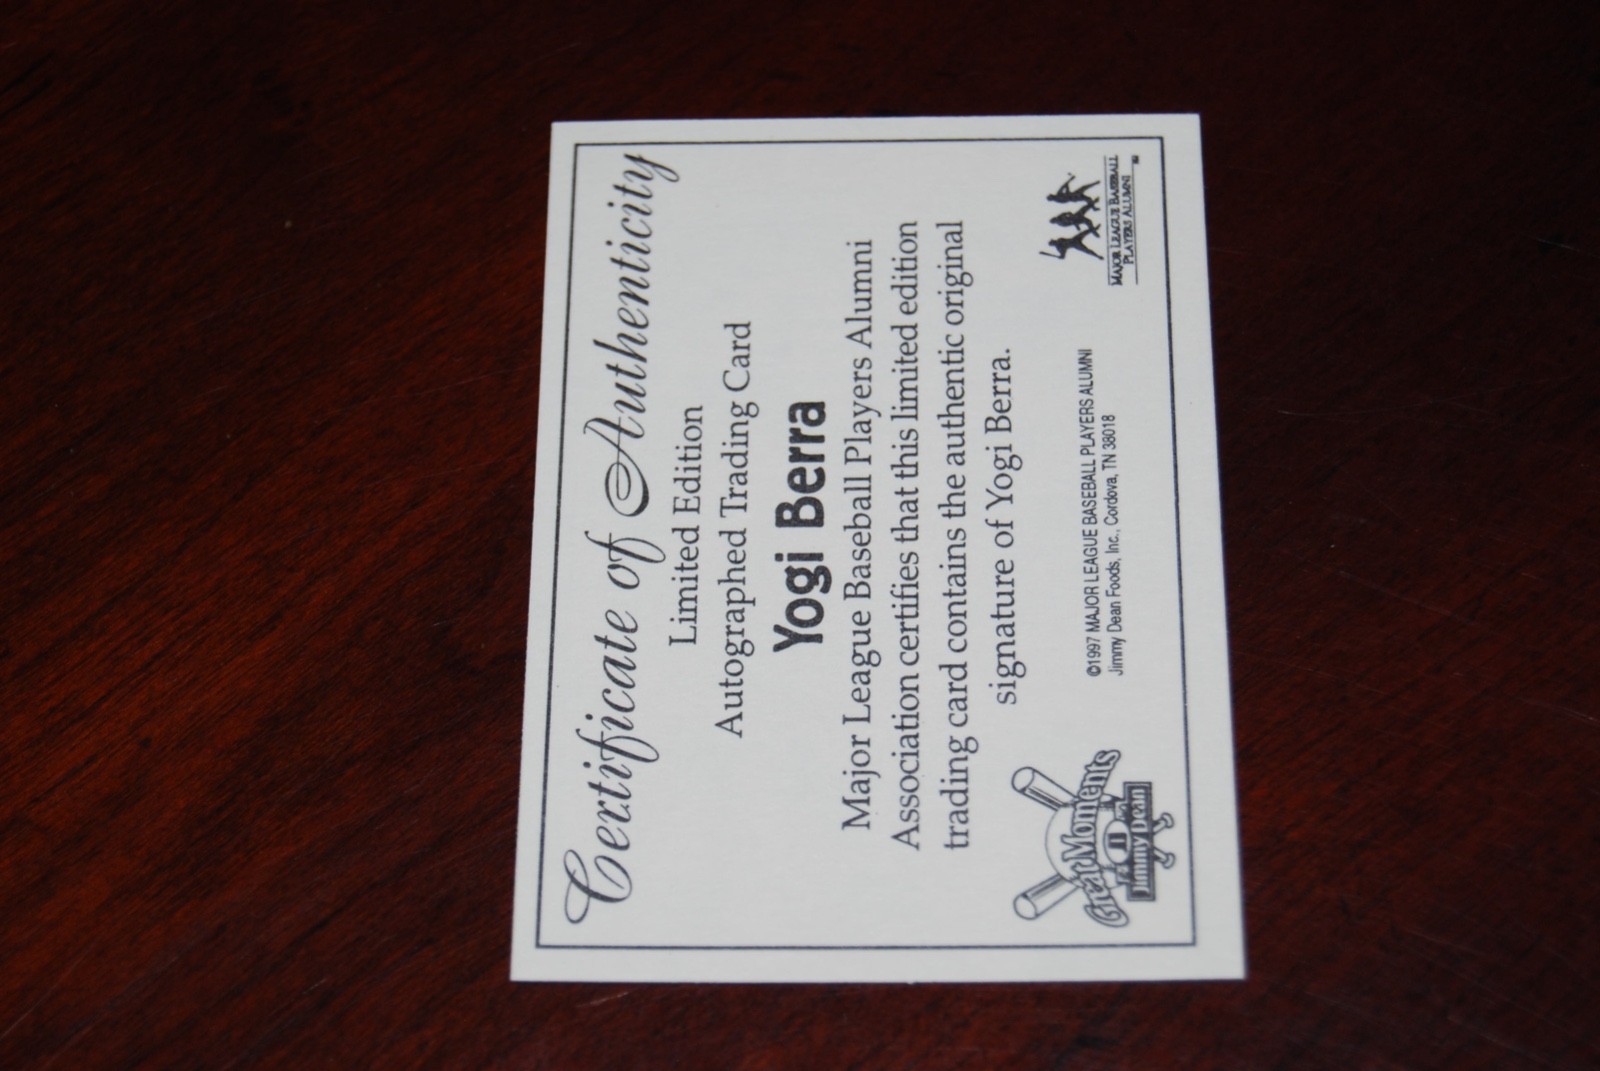 Certificate of Authenticity
Limited Edition
Autographed Trading Card
Yogi Berra
Major League Baseball Players Alumni
Association certifies that this limited edition
trading card contains the authentic original
signature of Yogi Berra.
Great Moments
Jimmy Dean
©1997 MAJOR LEAGUE BASEBALL PLAYERS ALUMNI
Jimmy Dean Foods, Inc., Cordova, TN 38018
MAJOR LEAGUE BASEBALL
PLAYERS ALUMNI